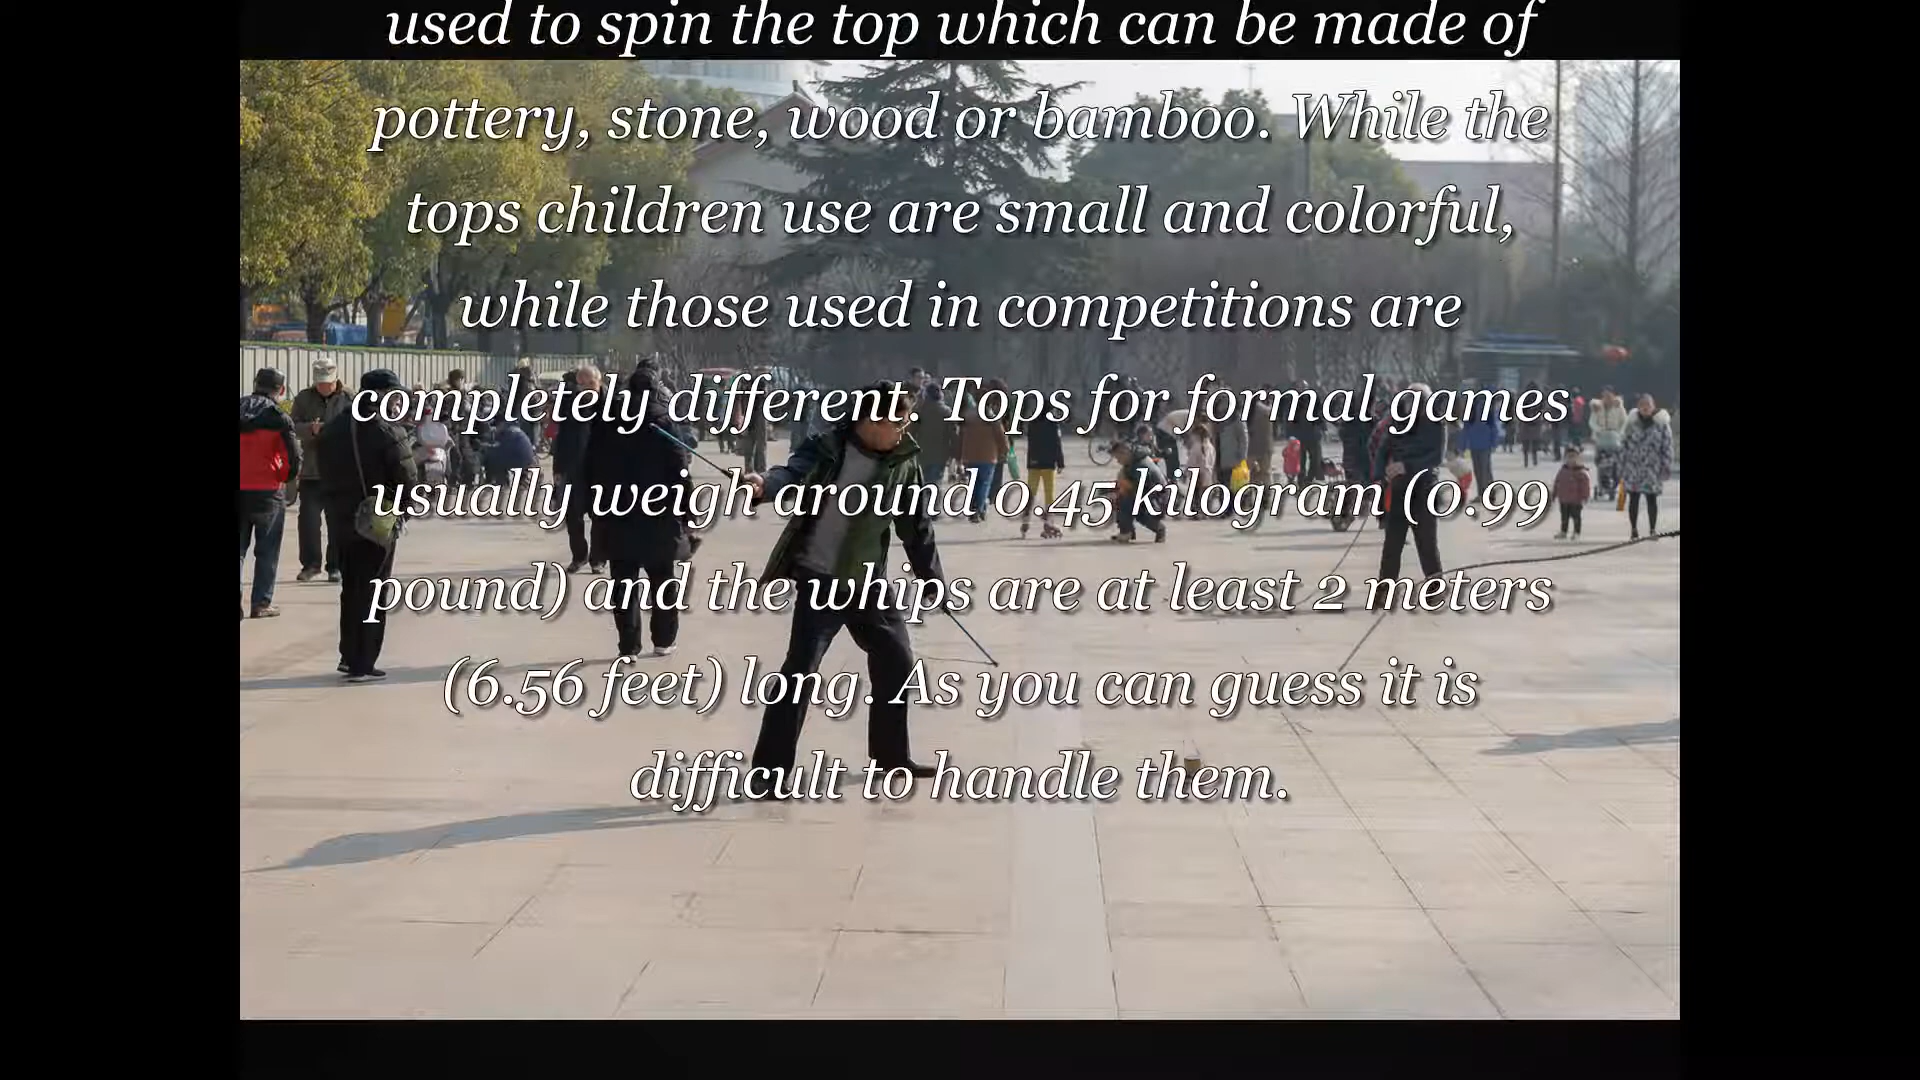 used to spin the top which can be made of
pottery, stone, wood or bamboo. While the
tops children use are small and colorful,
while those used in competitions are
completely different. Tops for formal games
usually weigh around 0.45 kilogram (0.99
pound) and the whips are at least 2 meters
(6.56 feet) long. As you can guess it is
difficult to handle them.